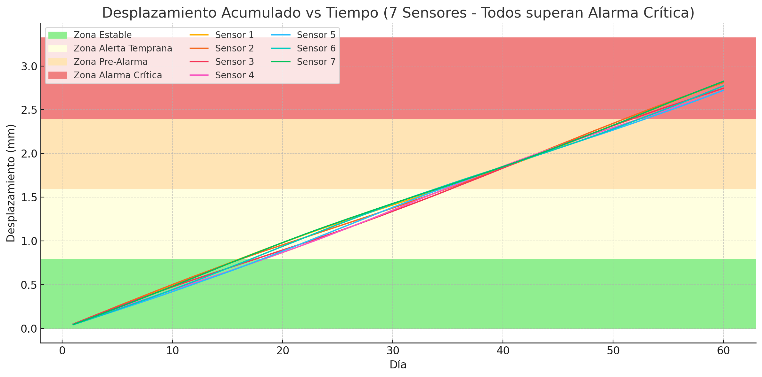 Desplazamiento Acumulado vs Tiempo (7 Sensores - Todos superan Alarma Crítica)
Zona Estable
Zona Alerta Temprana
Zona Pre-Alarma
Zona Alarma Crítica
Sensor 1
Sensor 2
Sensor 3
Sensor 4
Sensor 5
Sensor 6
Sensor 7
Desplazamiento (mm)
3.0
2.5
2.0
1.5
1.0
0.5
0.0
0 10 20 30 40 50 60
Día